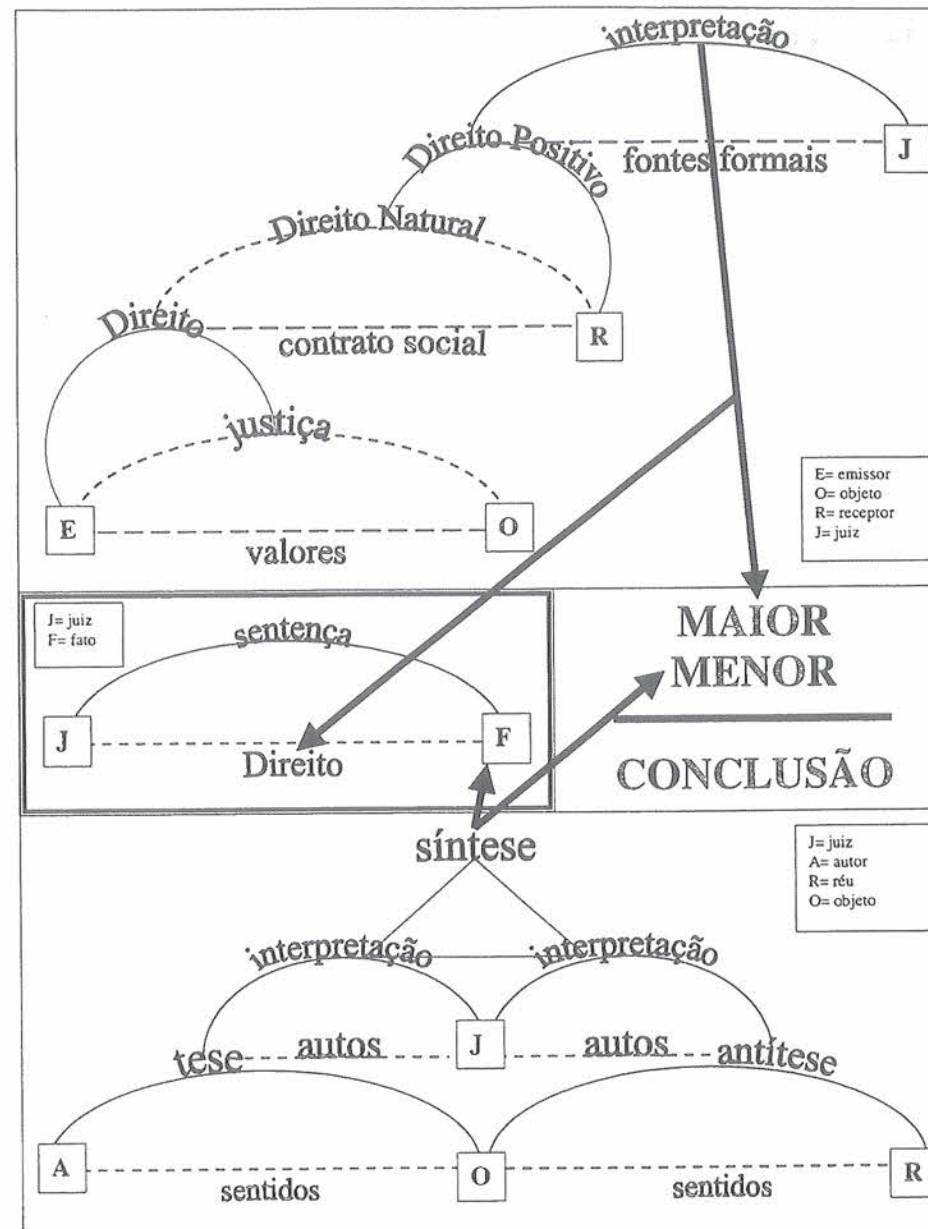 interpretação
Direito Positivo
fontes formais
J
Direito Natural
Direito
contrato social
R
justiça
E
valores
O
E= emissor
O= objeto
R= receptor
J= juiz
J= juiz
F= fato
sentença
J
Direito
F
MAIOR
MENOR
CONCLUSÃO
síntese
J= juiz
A= autor
R= réu
O= objeto
interpretação
interpretação
tese
autos
J
autos
antítese
A
sentidos
O
sentidos
R